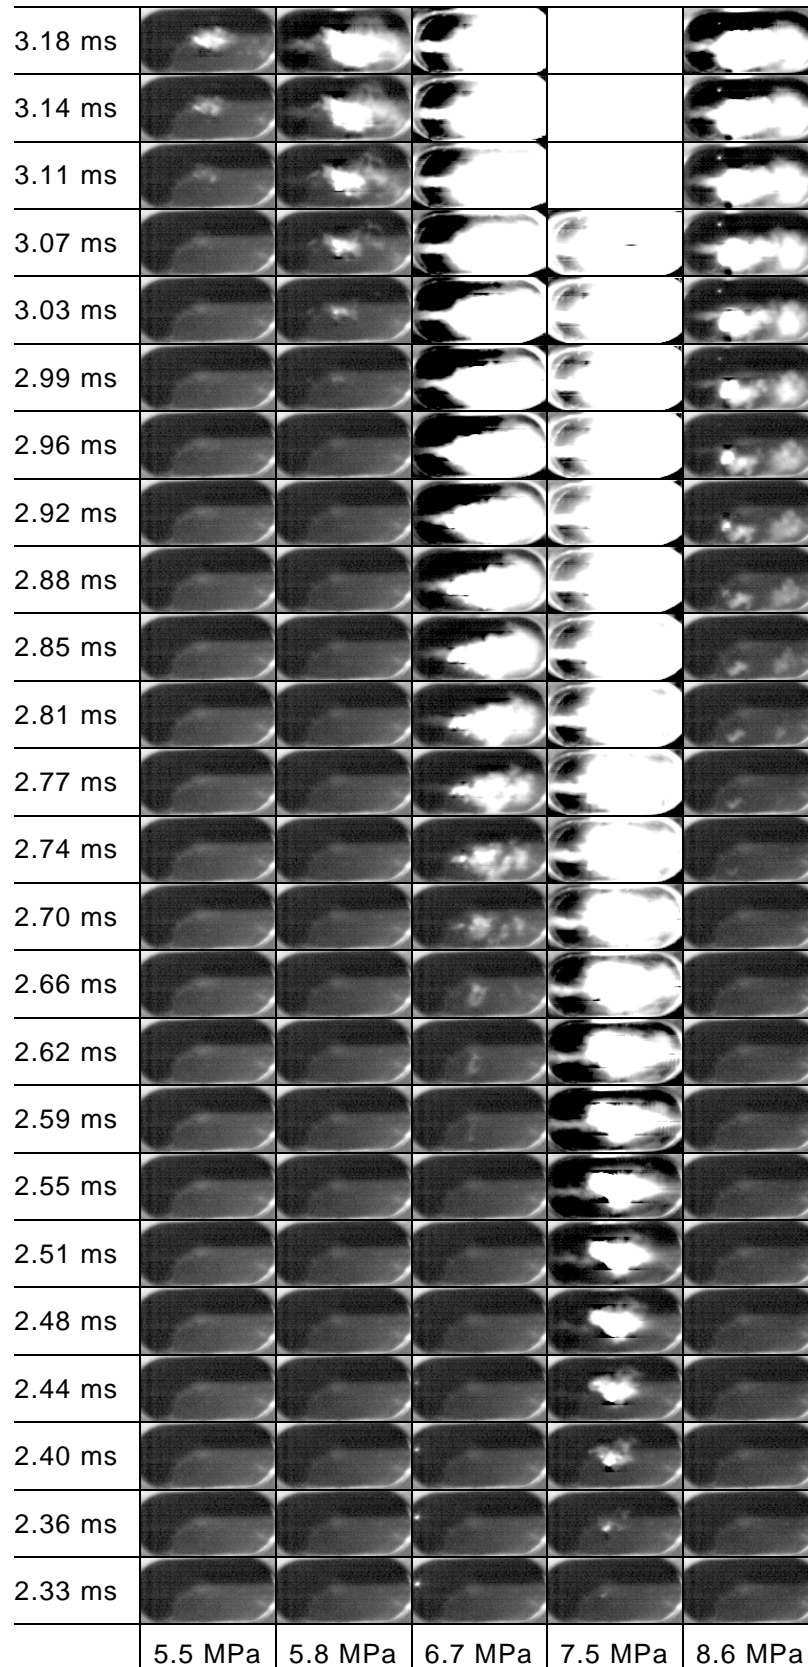 3.18 ms
3.14 ms
3.11 ms
3.07 ms
3.03 ms
2.99 ms
2.96 ms
2.92 ms
2.88 ms
2.85 ms
2.81 ms
2.77 ms
2.74 ms
2.70 ms
2.66 ms
2.62 ms
2.59 ms
2.55 ms
2.51 ms
2.48 ms
2.44 ms
2.40 ms
2.36 ms
2.33 ms
5.5 MPa 5.8 MPa 6.7 MPa 7.5 MPa 8.6 MPa